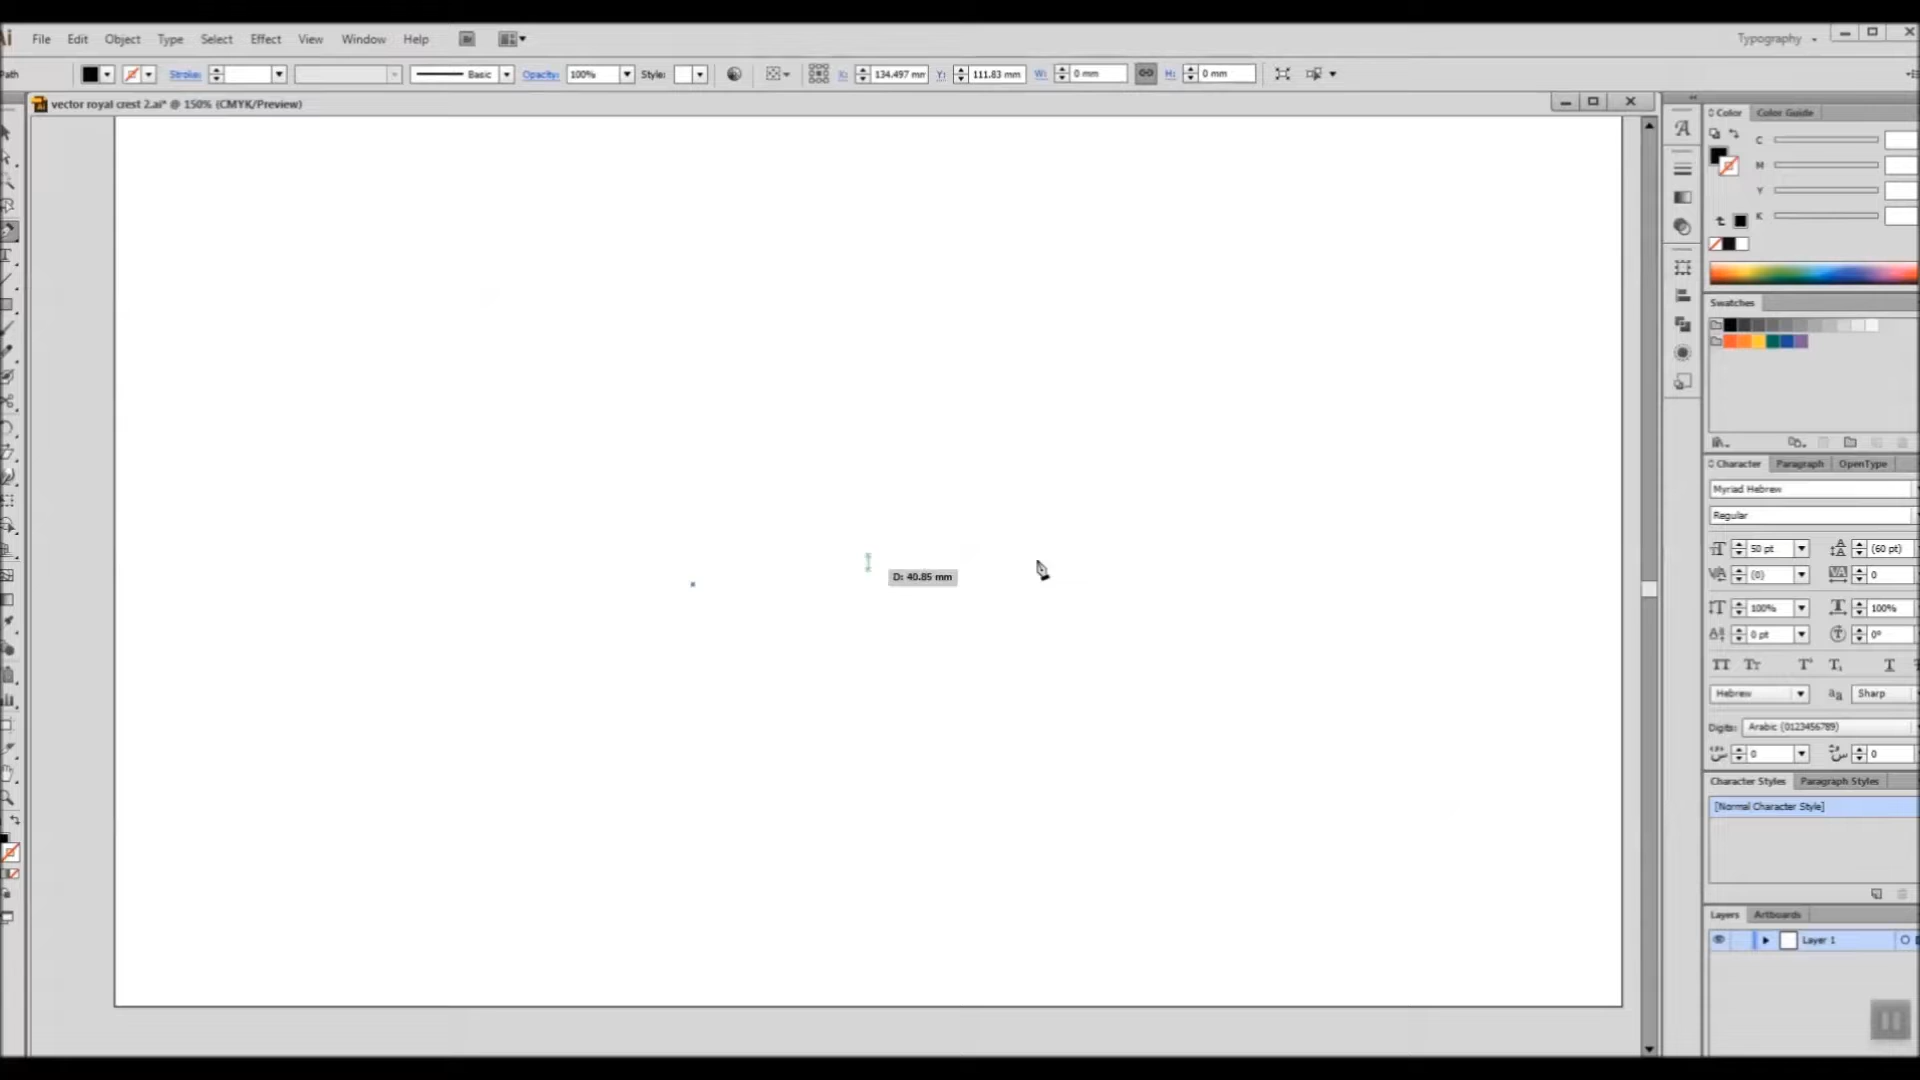 Ai File Edit Object Type Select Effect View Window Help Br Typography
Path Stroke: Basic Opacity: 100% Style: X: 134.497 mm Y: 111.83 mm W: 0 mm H: 0 mm
vector royal crest 2.ai* @ 150% (CMYK/Preview)
Color Color Guide
C
M
Y
K
Swatches
Character Paragraph OpenType
Myriad Hebrew
Regular
50 pt (60 pt)
(0) 0
100% 100%
0 pt 0°
Hebrew Sharp
Digits: Arabic (0123456789)
0 0
Character Styles Paragraph Styles
[Normal Character Style]
Layers Artboards
Layer 1
D: 40.85 mm